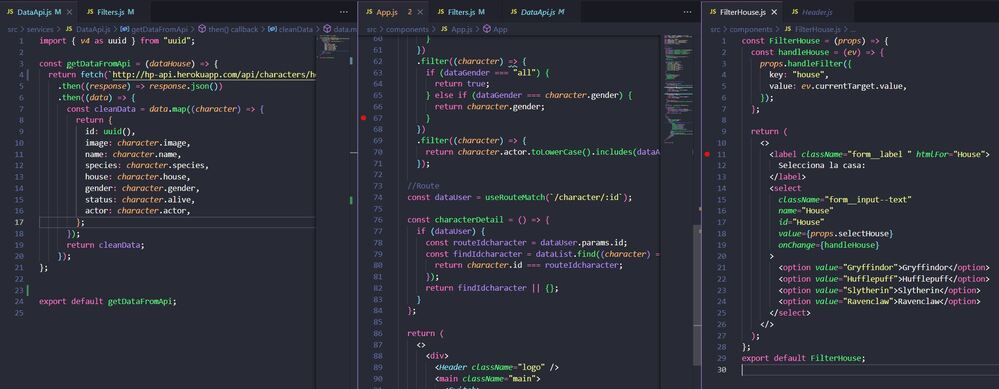 DataApi.js M
Filters.js M
src > services > DataApi.js > getDataFromApi > then() callback > cleanData > data.m
1 import { v4 as uuid } from "uuid";
2
3 const getDataFromApi = (dataHouse) => {
4 return fetch(`http://hp-api.herokuapp.com/api/characters/h
5 .then((response) => response.json())
6 .then((data) => {
7 const cleanData = data.map((character) => {
8 return {
9 id: uuid(),
10 image: character.image,
11 name: character.name,
12 species: character.species,
13 house: character.house,
14 gender: character.gender,
15 status: character.alive,
16 actor: character.actor,
17 };
18 });
19 return cleanData;
20 });
21 };
22
23
24 export default getDataFromApi;
25
App.js 2
Filters.js M
DataApi.js M
src > components > App.js > App
60 }
61 })
62 .filter((character) => {
63 if (dataGender === "all") {
64 return true;
65 } else if (dataGender === character.gender) {
66 return character.gender;
67 }
68 })
69 .filter((character) => {
70 return character.actor.toLowerCase().includes(data
71 });
72
73 //Route
74 const dataUser = useRouteMatch(`/character/:id`);
75
76 const characterDetail = () => {
77 if (dataUser) {
78 const routeIdcharacter = dataUser.params.id;
79 const findIdcharacter = dataList.find((character) =
80 return character.id === routeIdcharacter;
81 });
82 return findIdcharacter || {};
83 }
84 };
85
86 return (
87 <>
88 <div>
89 <Header className="logo" />
90 <main className="main">
FilterHouse.js
Header.js
src > components > FilterHouse.js > ...
1 const FilterHouse = (props) => {
2 const handleHouse = (ev) => {
3 props.handleFilter({
4 key: "house",
5 value: ev.currentTarget.value,
6 });
7 };
8
9 return (
10 <>
11 <label className="form__label " htmlFor="House">
12 Selecciona la casa:
13 </label>
14 <select
15 className="form__input--text"
16 name="House"
17 id="House"
18 value={props.selectHouse}
19 onChange={handleHouse}
20 >
21 <option value="Gryffindor">Gryffindor</option>
22 <option value="Hufflepuff">Hufflepuff</option>
23 <option value="Slytherin">Slytherin</option>
24 <option value="Ravenclaw">Ravenclaw</option>
25 </select>
26 </>
27 );
28 };
29 export default FilterHouse;
30